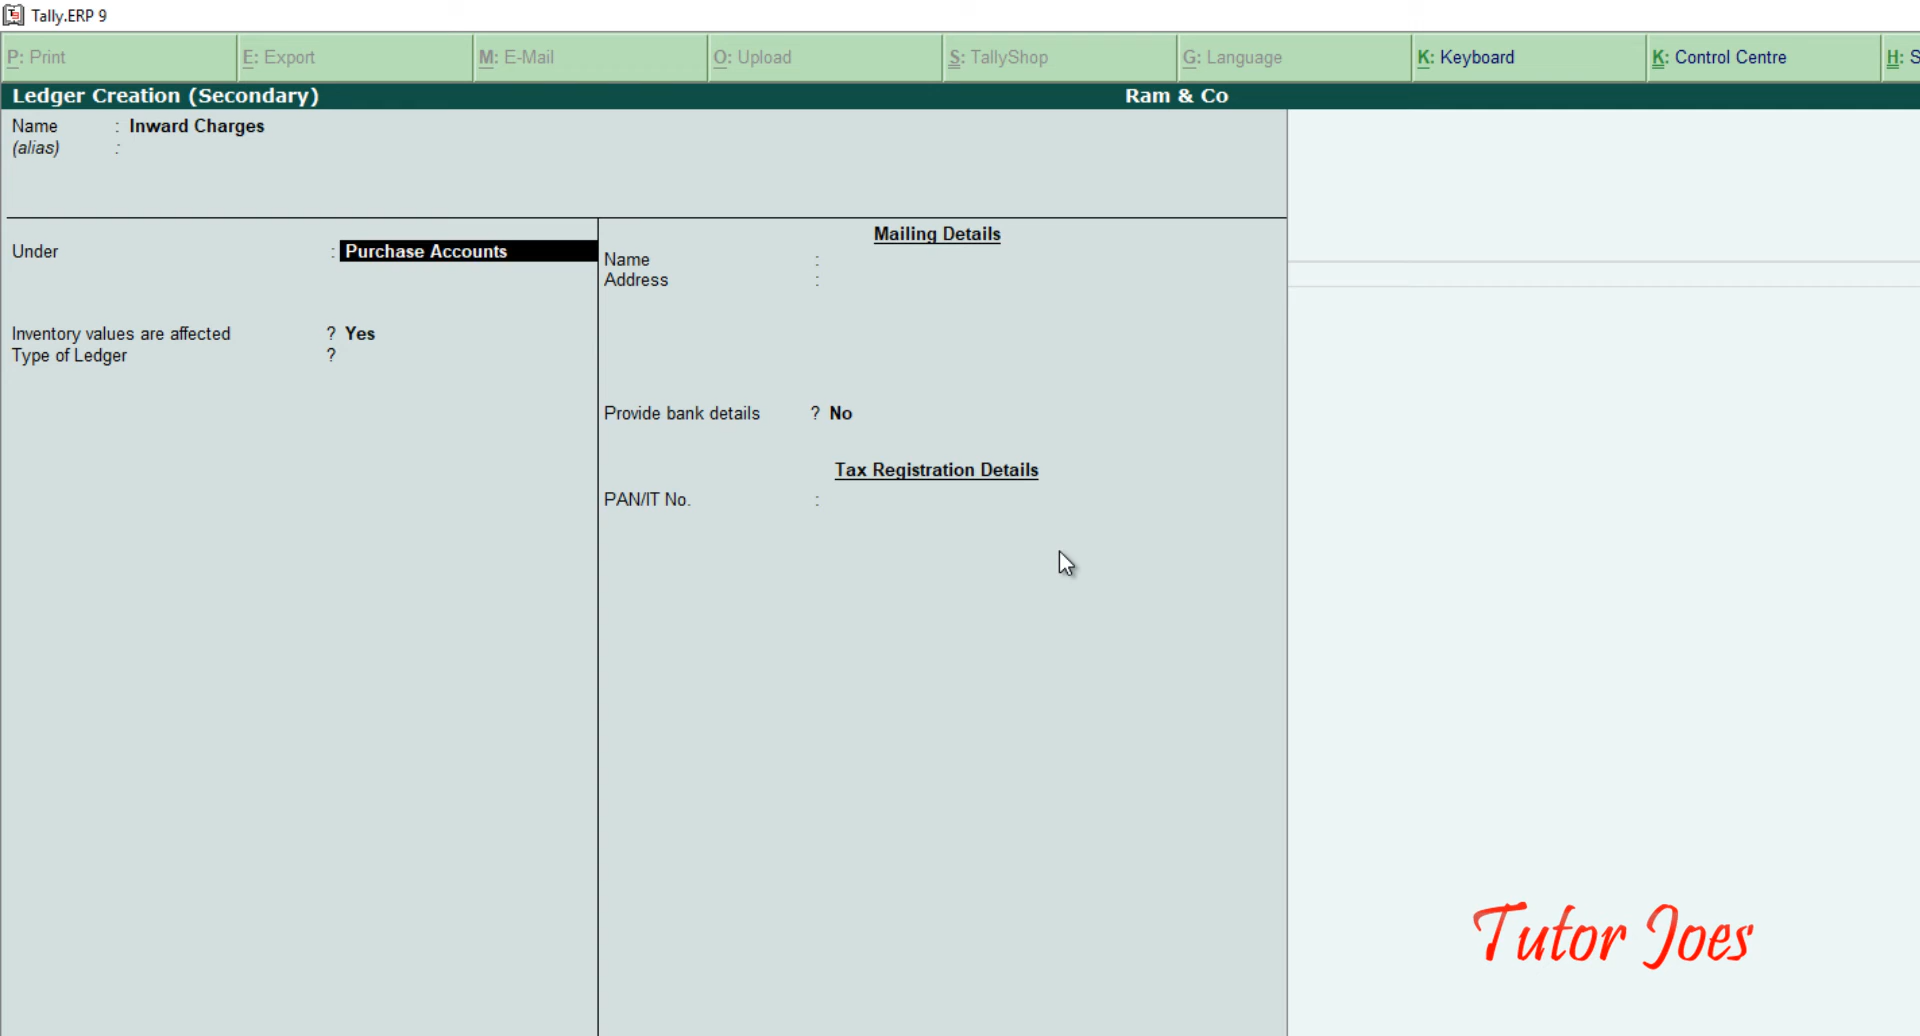 Tally.ERP 9
P: Print E: Export M: E-Mail O: Upload S: TallyShop G: Language K: Keyboard K: Control Centre H: S
Ledger Creation (Secondary) Ram & Co
Name : Inward Charges
(alias) :
Mailing Details
Under : Purchase Accounts
Name :
Address :
Inventory values are affected ? Yes
Type of Ledger ?
Provide bank details ? No
Tax Registration Details
PAN/IT No. :
Tutor Joes